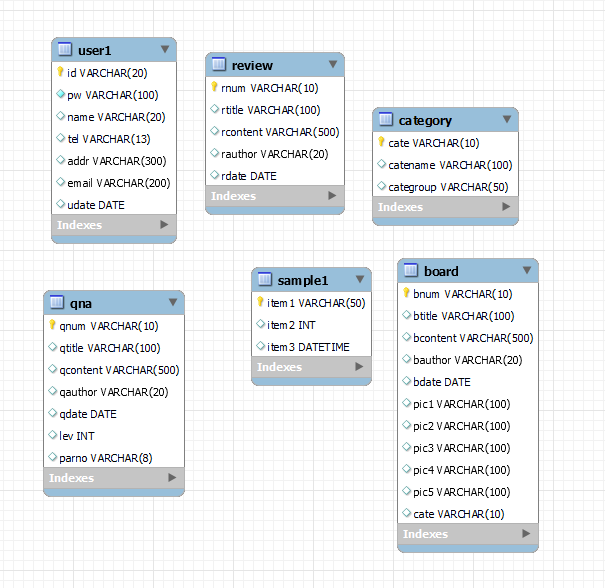 user1
id VARCHAR(20)
pw VARCHAR(100)
name VARCHAR(20)
tel VARCHAR(13)
addr VARCHAR(300)
email VARCHAR(200)
udate DATE
Indexes
review
rnum VARCHAR(10)
rtitle VARCHAR(100)
rcontent VARCHAR(500)
rauthor VARCHAR(20)
rdate DATE
Indexes
category
cate VARCHAR(10)
catename VARCHAR(100)
categroup VARCHAR(50)
Indexes
qna
qnum VARCHAR(10)
qtitle VARCHAR(100)
qcontent VARCHAR(500)
qauthor VARCHAR(20)
qdate DATE
lev INT
parno VARCHAR(8)
Indexes
sample1
item1 VARCHAR(50)
item2 INT
item3 DATETIME
Indexes
board
bnum VARCHAR(10)
btitle VARCHAR(100)
bcontent VARCHAR(500)
bauthor VARCHAR(20)
bdate DATE
pic1 VARCHAR(100)
pic2 VARCHAR(100)
pic3 VARCHAR(100)
pic4 VARCHAR(100)
pic5 VARCHAR(100)
cate VARCHAR(10)
Indexes